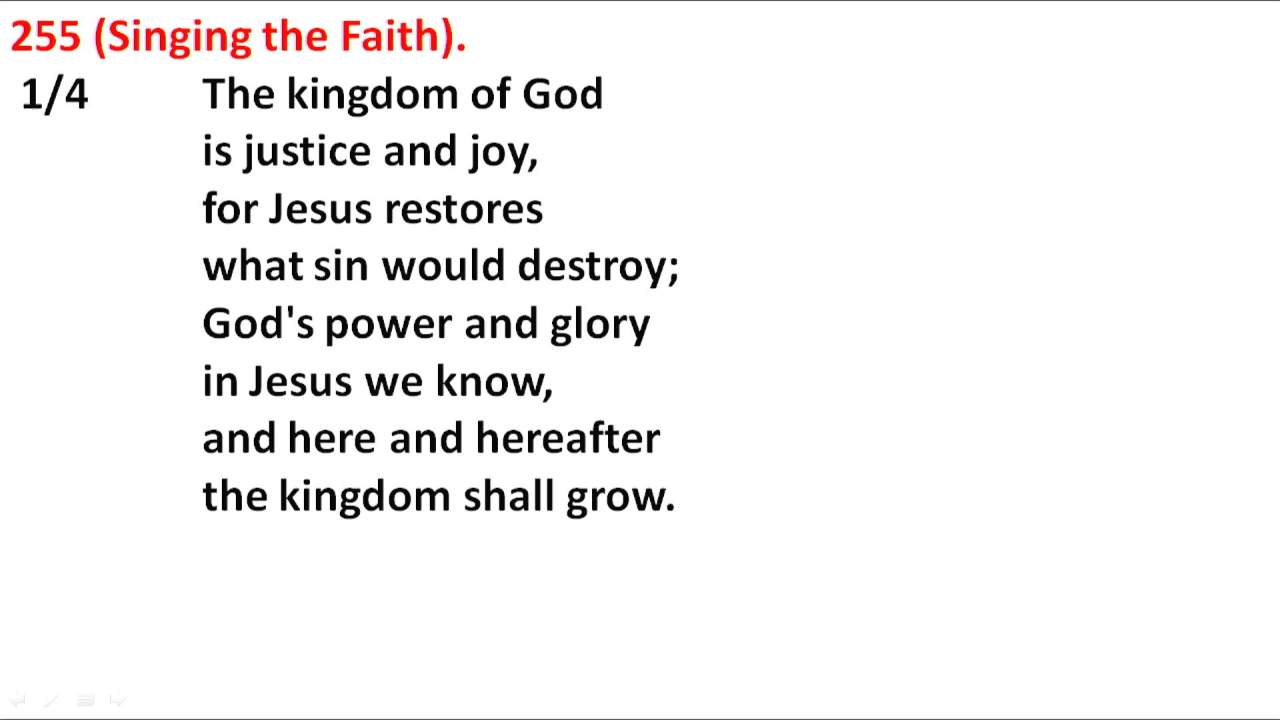 255 (Singing the Faith).
1/4 The kingdom of God
is justice and joy,
for Jesus restores
what sin would destroy;
God's power and glory
in Jesus we know,
and here and hereafter
the kingdom shall grow.